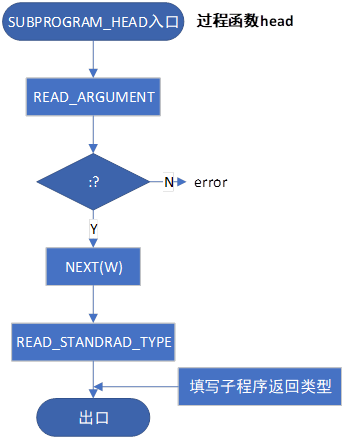 SUBPROGRAM_HEAD入口
过程函数head
READ_ARGUMENT
:?
N
error
Y
NEXT(W)
READ_STANDRAD_TYPE
填写子程序返回类型
出口